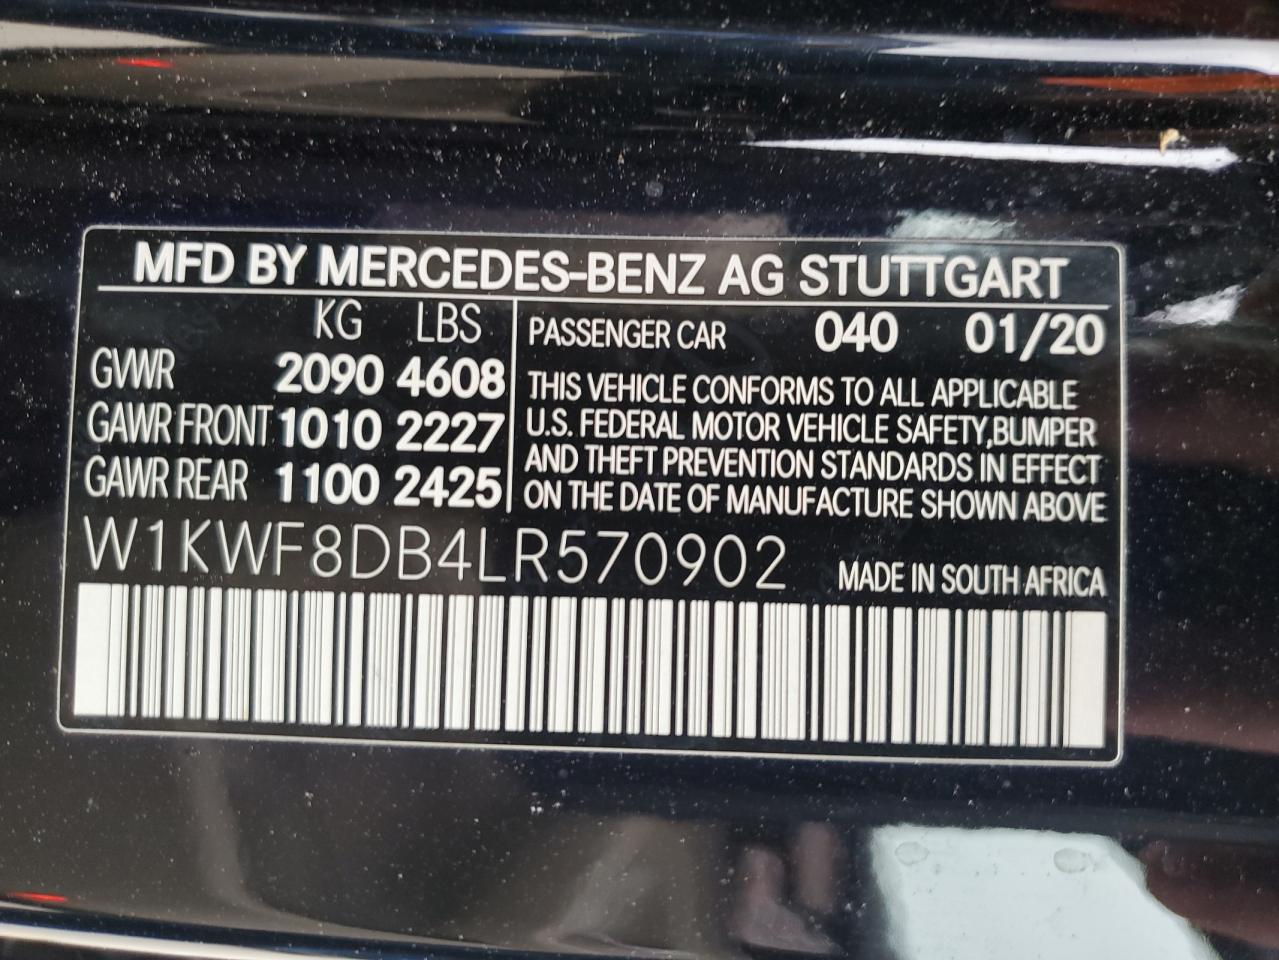 MFD BY MERCEDES-BENZ AG STUTTGART
KG LBS
GVWR 2090 4608
GAWR FRONT 1010 2227
GAWR REAR 1100 2425
PASSENGER CAR 040 01/20
THIS VEHICLE CONFORMS TO ALL APPLICABLE
U.S. FEDERAL MOTOR VEHICLE SAFETY,BUMPER
AND THEFT PREVENTION STANDARDS IN EFFECT
ON THE DATE OF MANUFACTURE SHOWN ABOVE
W1KWF8DB4LR570902
MADE IN SOUTH AFRICA